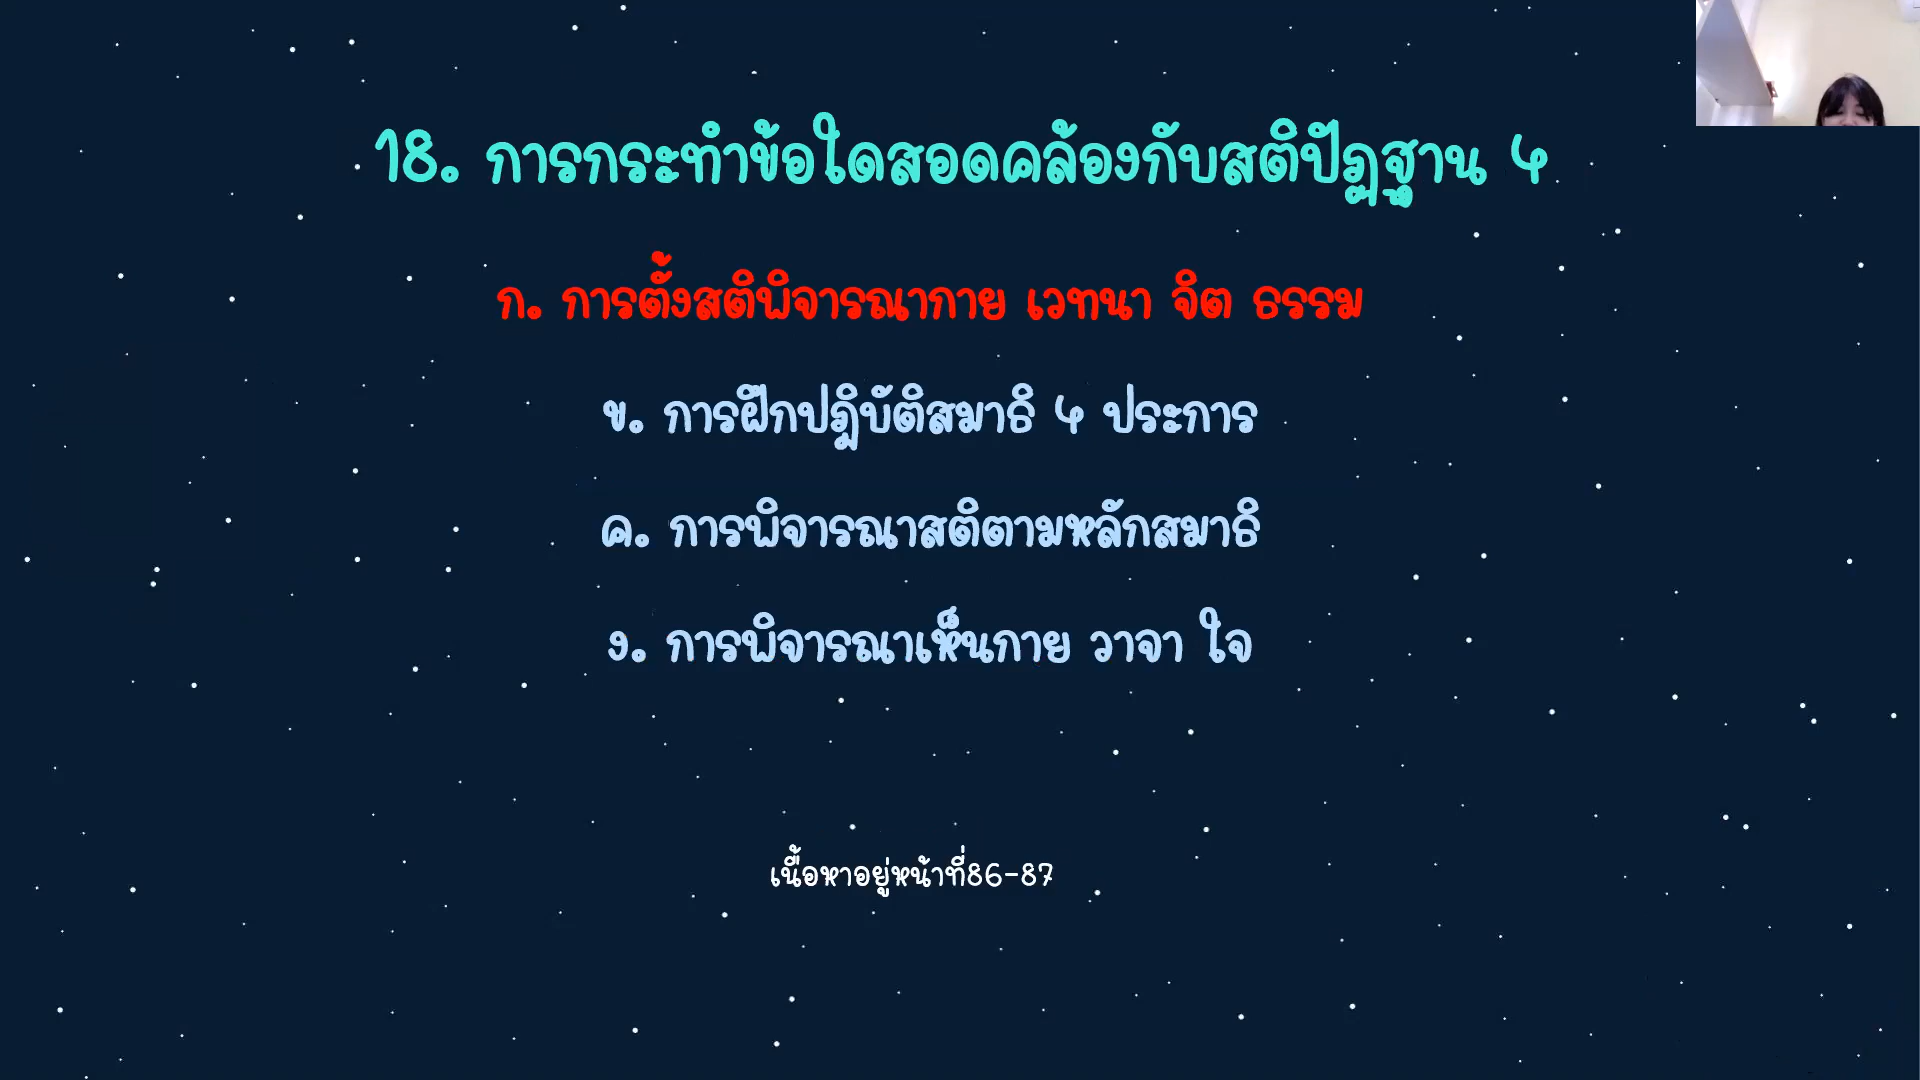 18. การกระทำข้อใดสอดคล้องกับสติปัฏฐาน 4
ก. การตั้งสติพิจารณากาย เวทนา จิต ธรรม
ข. การฝึกปฎิบัติสมาธิ 4 ประการ
ค. การพิจารณาสติตามหลักสมาธิ
ง. การพิจารณาเห็นกาย วาจา ใจ
เนื้อหาอยู่หน้าที่86-87